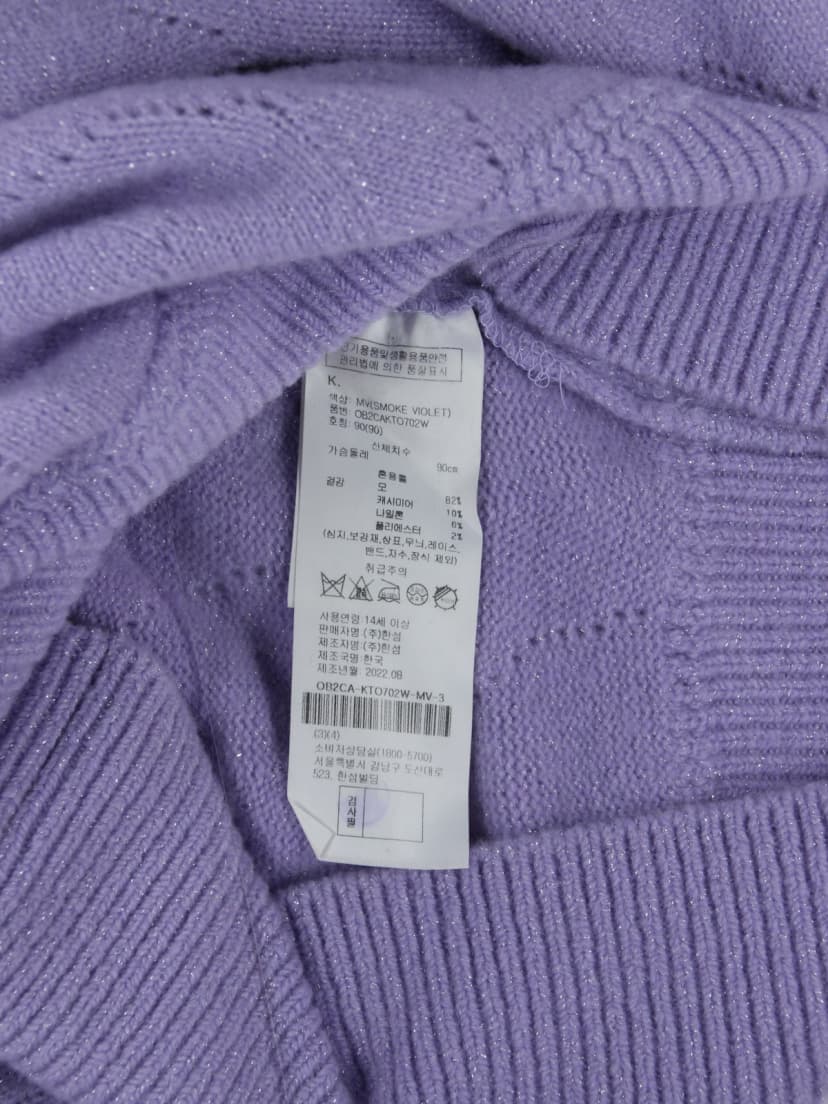 전기용품및생활용품안전
관리법에 의한 품질표시
K.
색상: MV(SMOKE VIOLET)
품번: OB2CAKTO702W
호칭: 90(90)
신체치수
가슴둘레 90cm
혼용율
겉감 모 82%
캐시미어 10%
나일론 6%
폴리에스터 2%
(심지,보강재,상표,무늬,레이스,
밴드,자수,장식 제외)
취급주의
사용연령 14세 이상
판매자명:(주)한섬
제조자명:(주)한섬
제조국명:한국
제조년월: 2022.08
OB2CA-KTO702W-MV-3
(3)(4)
소비자상담실(1800-5700)
서울특별시 강남구 도산대로
523, 한섬빌딩
검사필